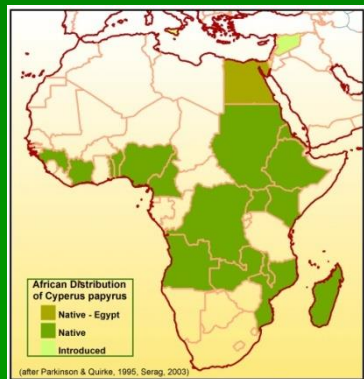 African Distribution
of Cyperus papyrus
Native - Egypt
Native
Introduced
(after Parkinson & Quirke, 1995, Serag, 2003)